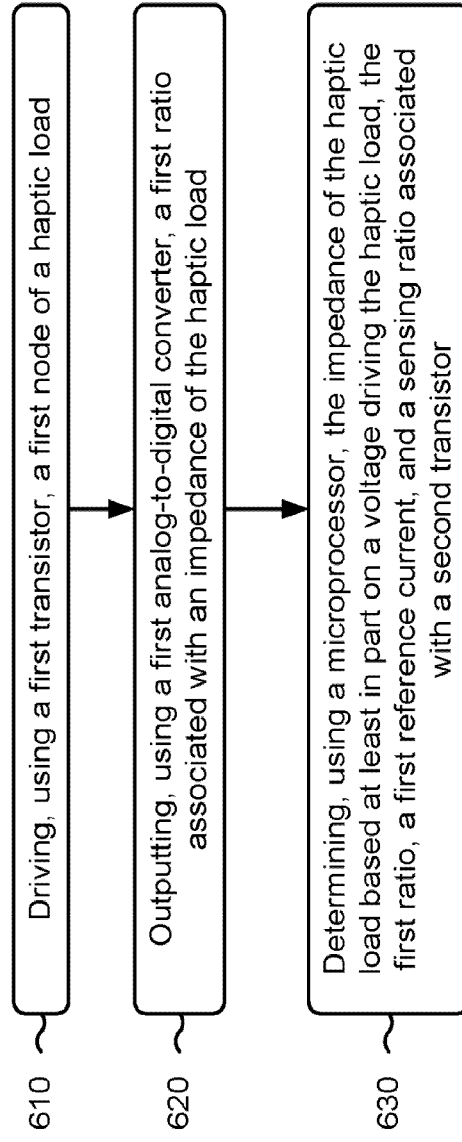 610
Driving, using a first transistor, a first node of a haptic load
620
Outputting, using a first analog-to-digital converter, a first ratio
associated with an impedance of the haptic load
630
Determining, using a microprocessor, the impedance of the haptic
load based at least in part on a voltage driving the haptic load, the
first ratio, a first reference current, and a sensing ratio associated
with a second transistor